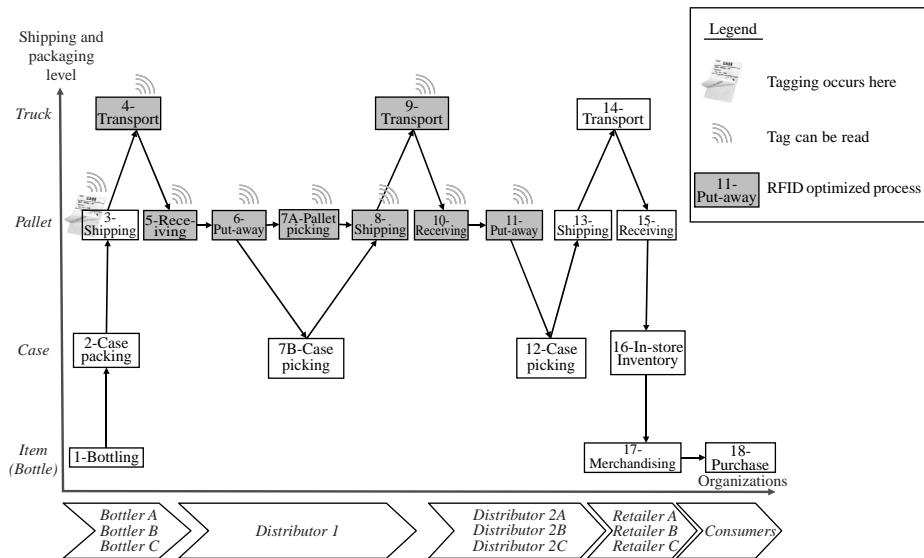 Shipping and
packaging
level
Legend
CASE
Tagging occurs here
Tag can be read
11-
Put-away
RFID optimized process
Truck
4-
Transport
9-
Transport
14-
Transport
CASE
Pallet
3-
Shipping
5-Rece-
iving
6-
Put-away
7A-Pallet
picking
8-
Shipping
10-
Receiving
11-
Put-away
13-
Shipping
15-
Receiving
Case
2-Case
packing
7B-Case
picking
12-Case
picking
16-In-store
Inventory
Item
(Bottle)
1-Bottling
17-
Merchandising
18-
Purchase
Organizations
Bottler A
Bottler B
Bottler C
Distributor 1
Distributor 2A
Distributor 2B
Distributor 2C
Retailer A
Retailer B
Retailer C
Consumers